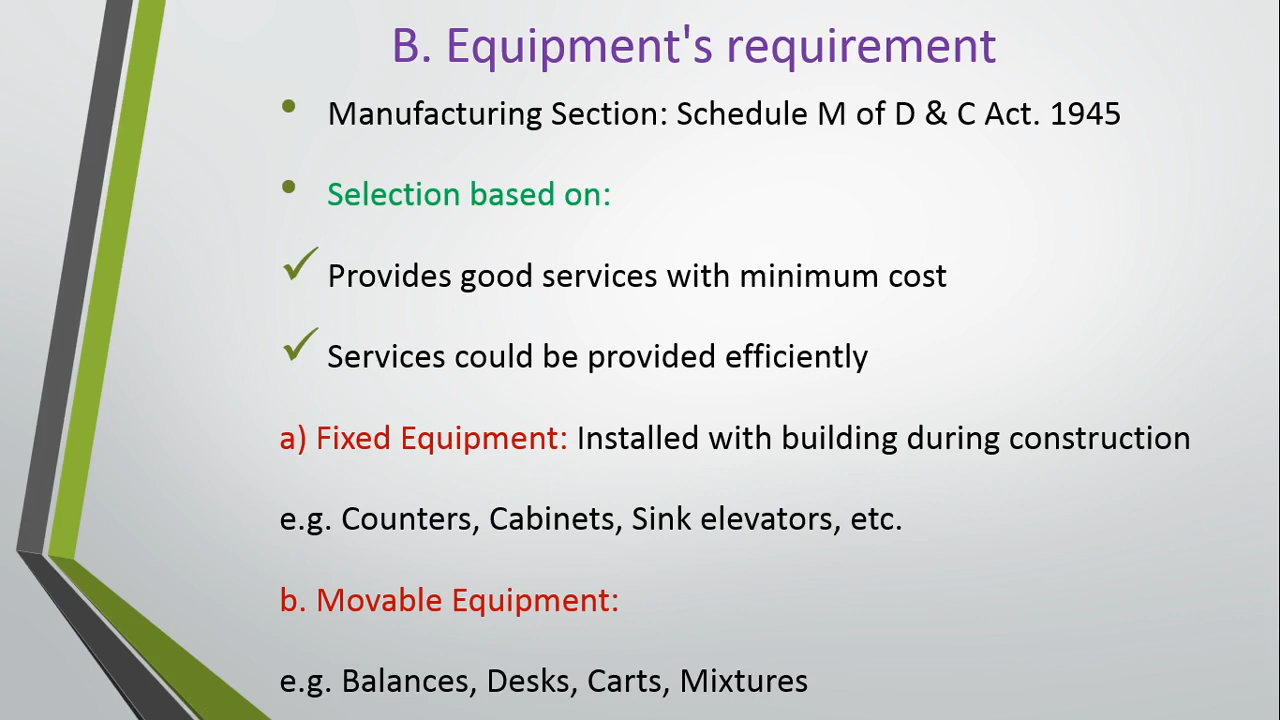 B. Equipment's requirement
• Manufacturing Section: Schedule M of D & C Act. 1945
• Selection based on:
✓ Provides good services with minimum cost
✓ Services could be provided efficiently
a) Fixed Equipment: Installed with building during construction
e.g. Counters, Cabinets, Sink elevators, etc.
b. Movable Equipment:
e.g. Balances, Desks, Carts, Mixtures